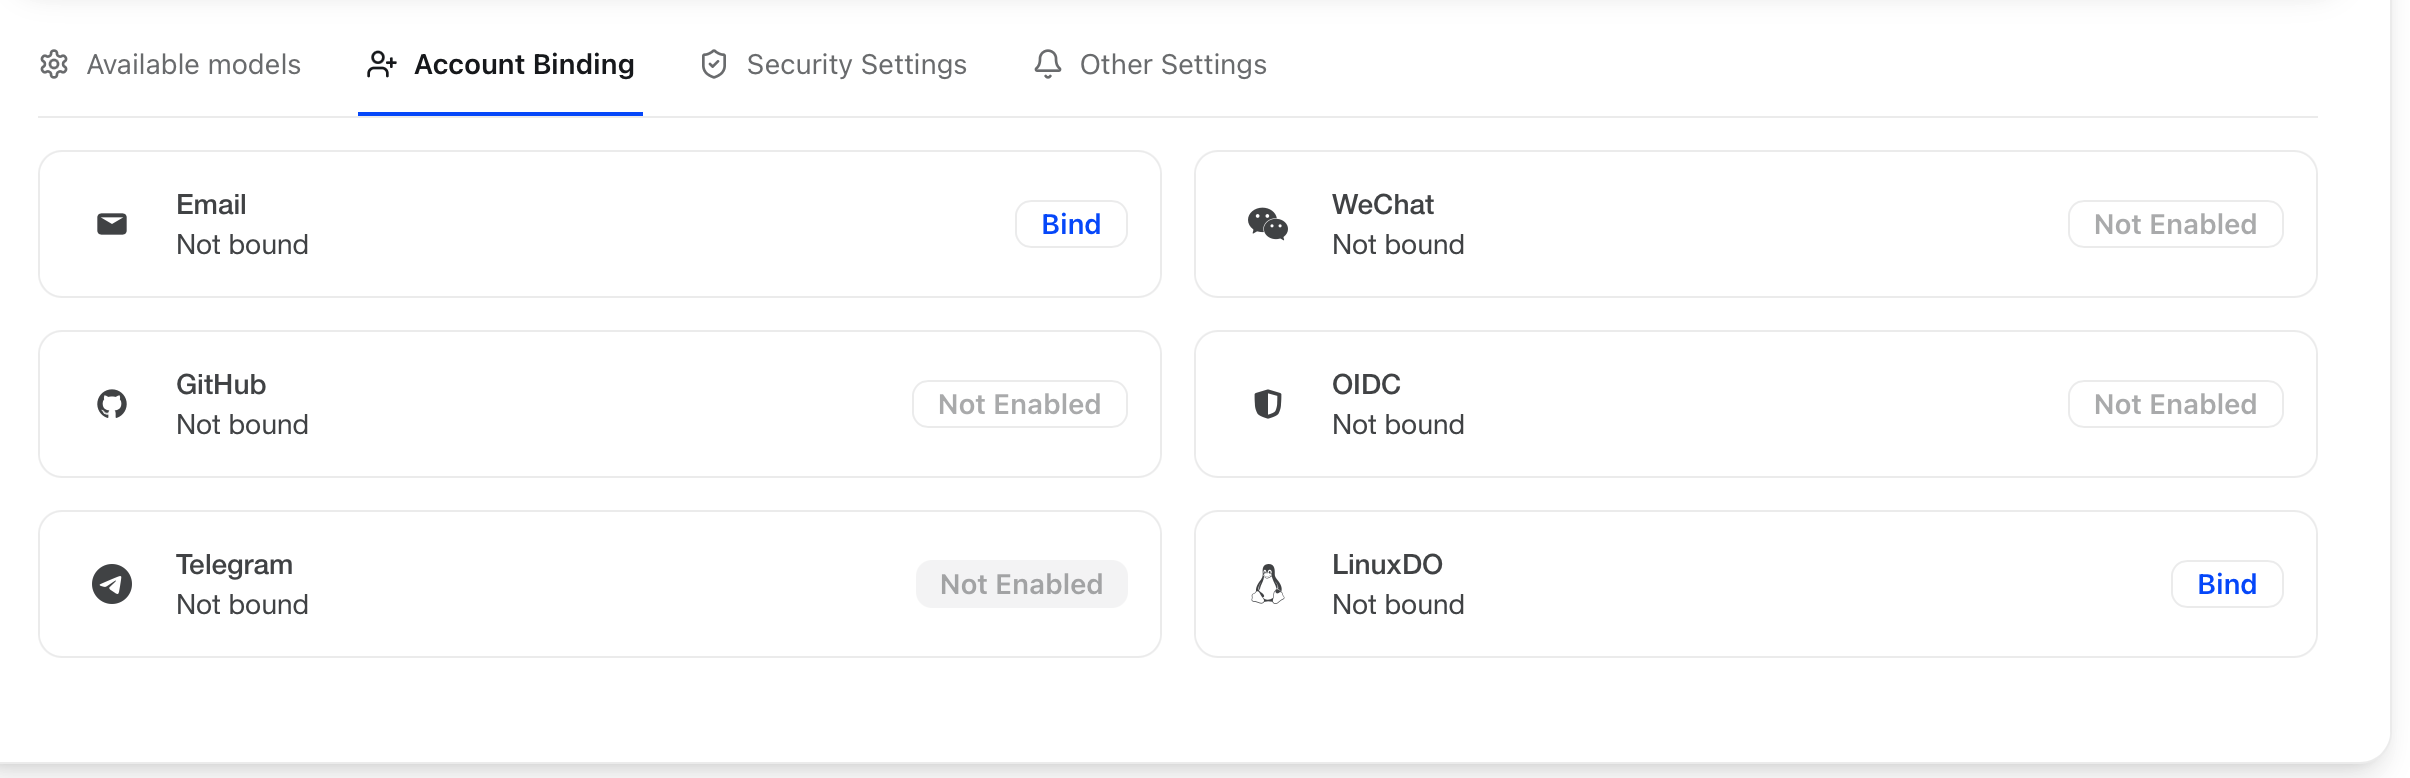 Available models
Account Binding
Security Settings
Other Settings
Email
Not bound
Bind
WeChat
Not bound
Not Enabled
GitHub
Not bound
Not Enabled
OIDC
Not bound
Not Enabled
Telegram
Not bound
Not Enabled
LinuxDO
Not bound
Bind